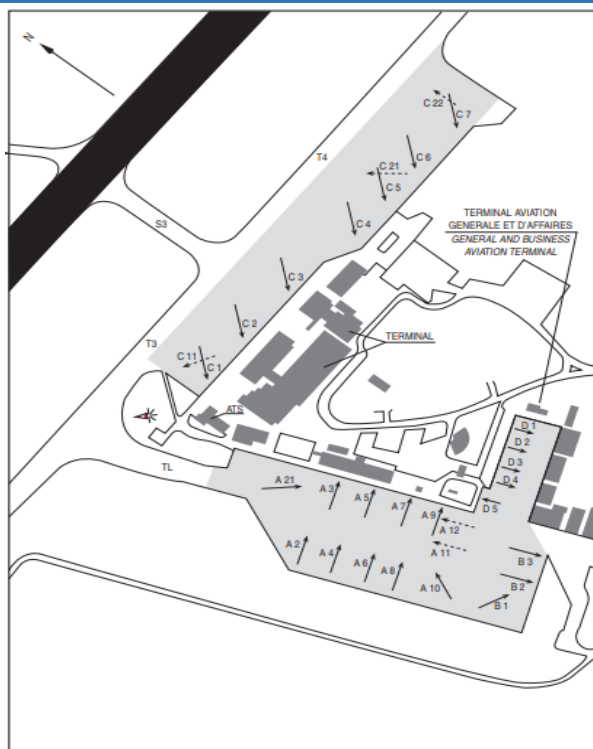 N
C 22
C 7
T4
C 6
C 21
C 5
TERMINAL AVIATION
GENERALE ET D'AFFAIRES
GENERAL AND BUSINESS
AVIATION TERMINAL
S3
C 4
C 3
C 2
TERMINAL
T3
C 11
C 1
ATS
D 1
D 2
D 3
D 4
D 5
TL
A 21
A 3
A 5
A 7
A 9
A 12
A 2
A 4
A 6
A 8
A 11
A 10
B 3
B 2
B 1